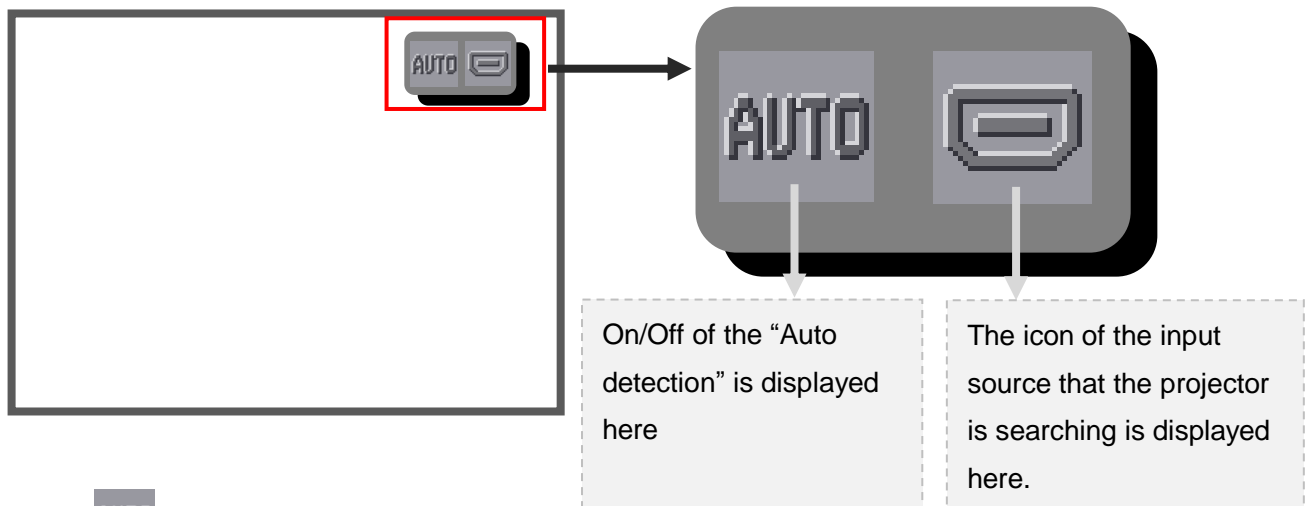 AUTO
AUTO
On/Off of the “Auto
detection” is displayed
here
The icon of the input
source that the projector
is searching is displayed
here.